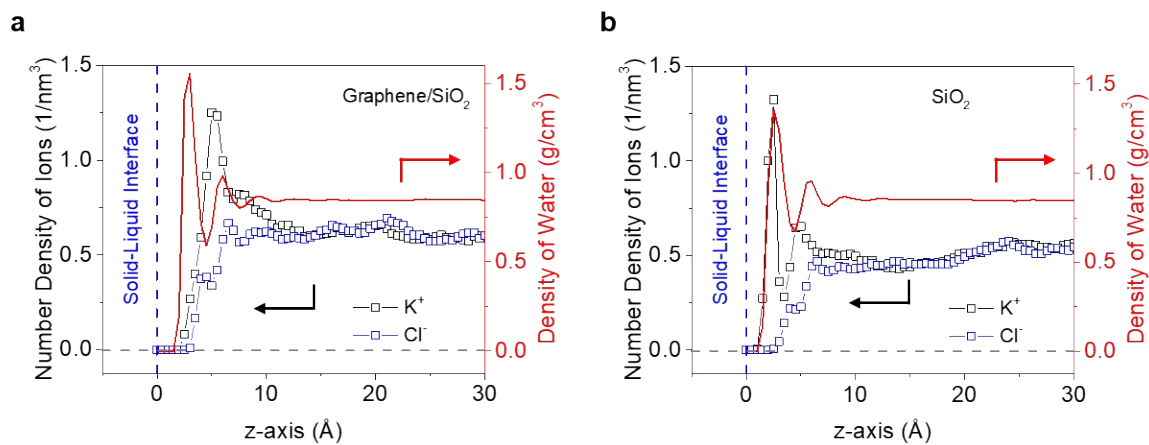 a
Number Density of Ions (1/nm³)
1.5
1.0
0.5
0.0
Solid-Liquid Interface
Graphene/SiO₂
K⁺
Cl⁻
1.5
1.0
0.5
0.0
Density of Water (g/cm³)
0 10 20 30
z-axis (Å)
b
Number Density of Ions (1/nm³)
1.5
1.0
0.5
0.0
Solid-Liquid Interface
SiO₂
K⁺
Cl⁻
1.5
1.0
0.5
0.0
Density of Water (g/cm³)
0 10 20 30
z-axis (Å)